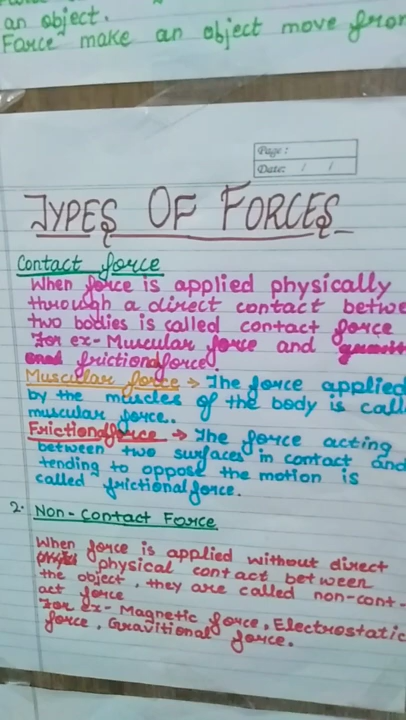 an object.
Force make an object move from
Page:
Date: / /
TYPES OF FORCES
Contact force
When force is applied physically
through a direct contact betwe
two bodies is called contact force
For ex- Muscular force and
and frictional force.
Muscular force → The force applied
by the muscles of the body is call
muscular force.
Frictional force → The force acting
between two surfaces in contact and
tending to oppose the motion is
called frictional force.
2. Non-Contact Force
When force is applied without direct
physical contact between
the object, they are called non-cont-
act force
For ex- Magnetic force, Electrostatic
force, Gravitional force.